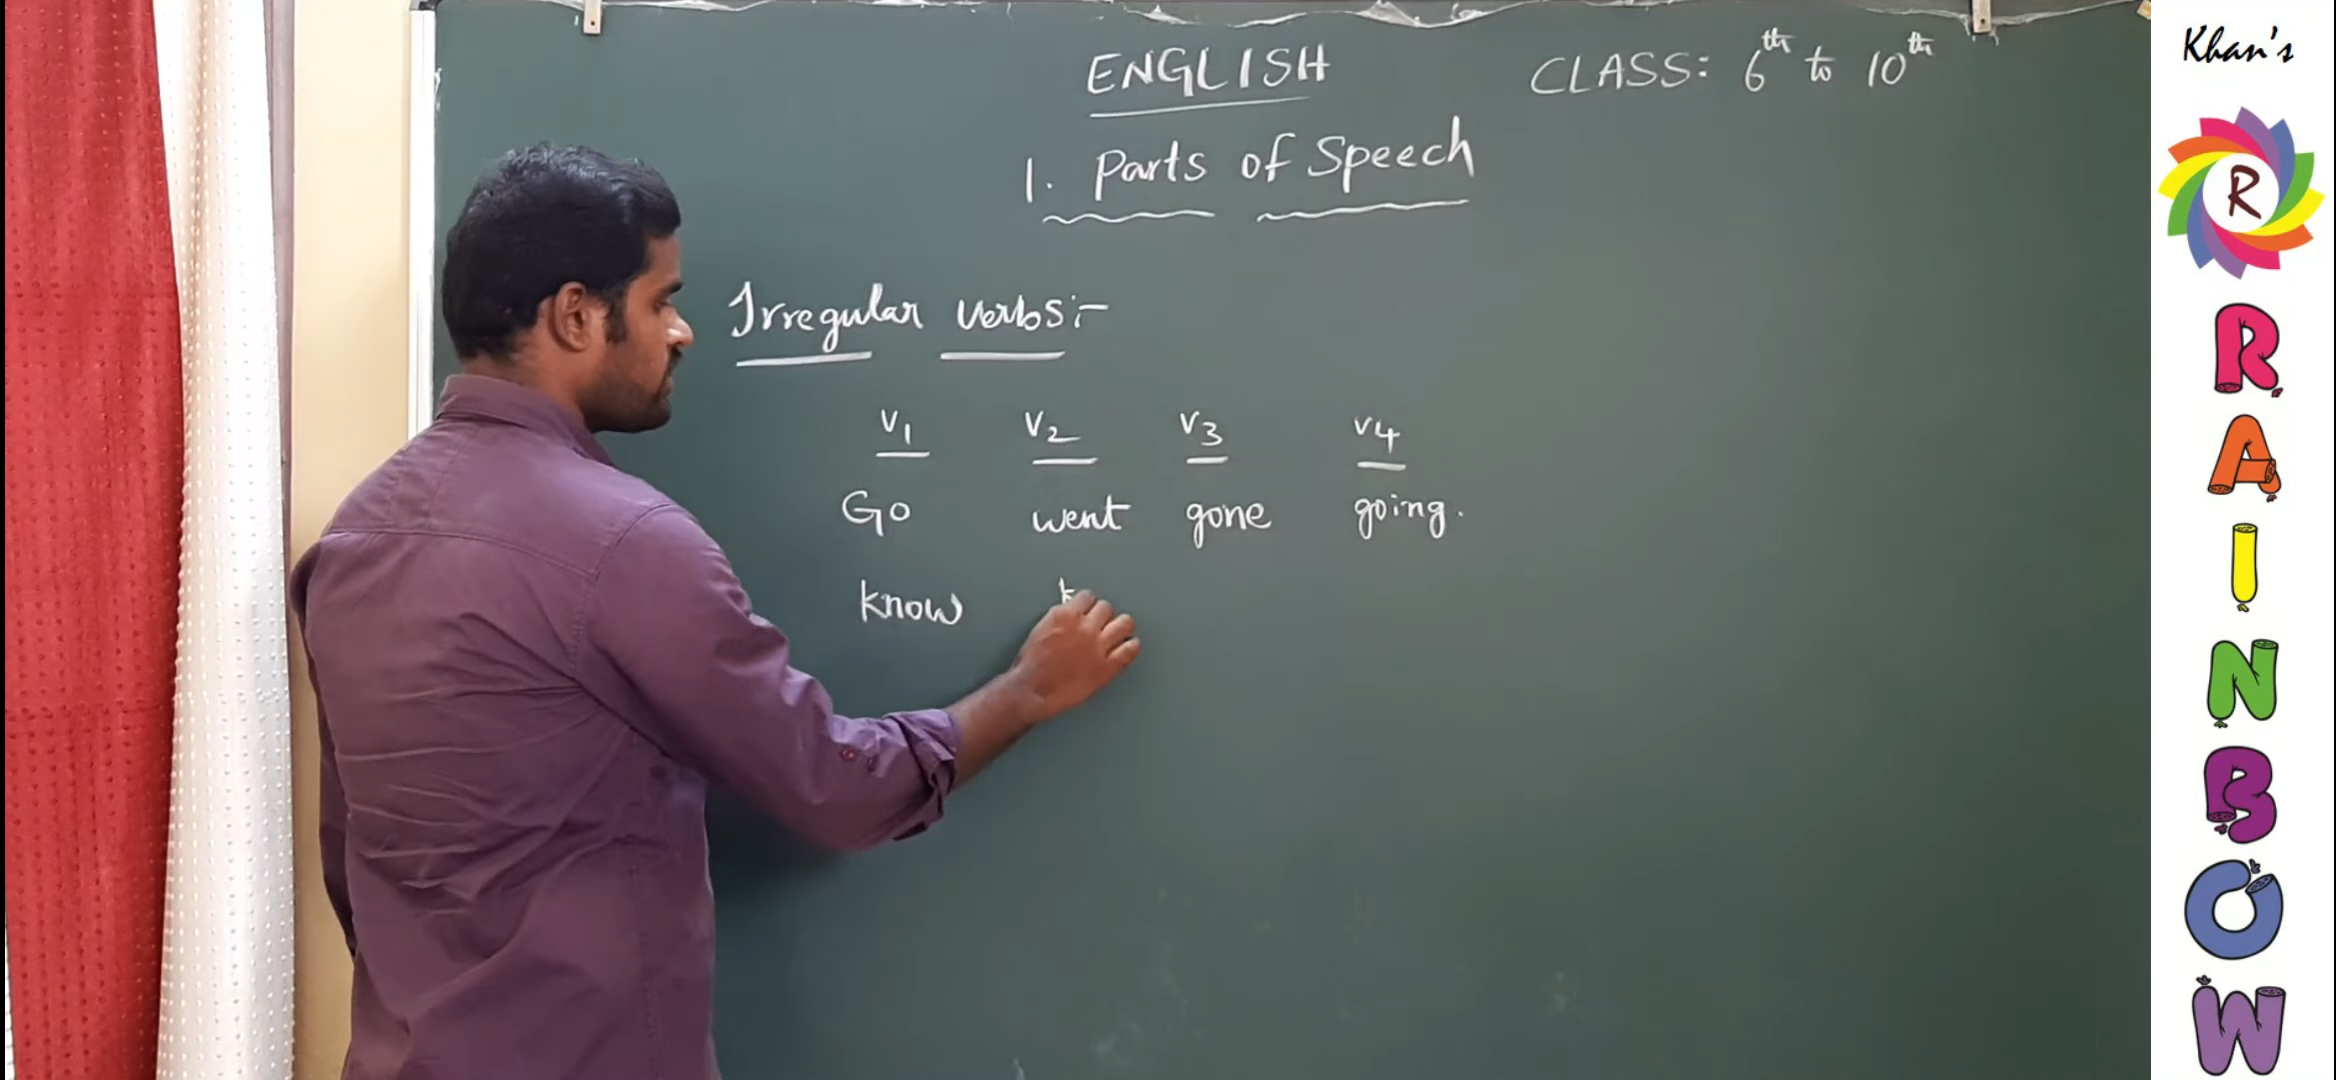 ENGLISH CLASS: 6th to 10th
1. Parts of Speech
Irregular verbs:-
V1 V2 V3 V4
Go went gone going.
know k
Khan's
R
RAINBOW